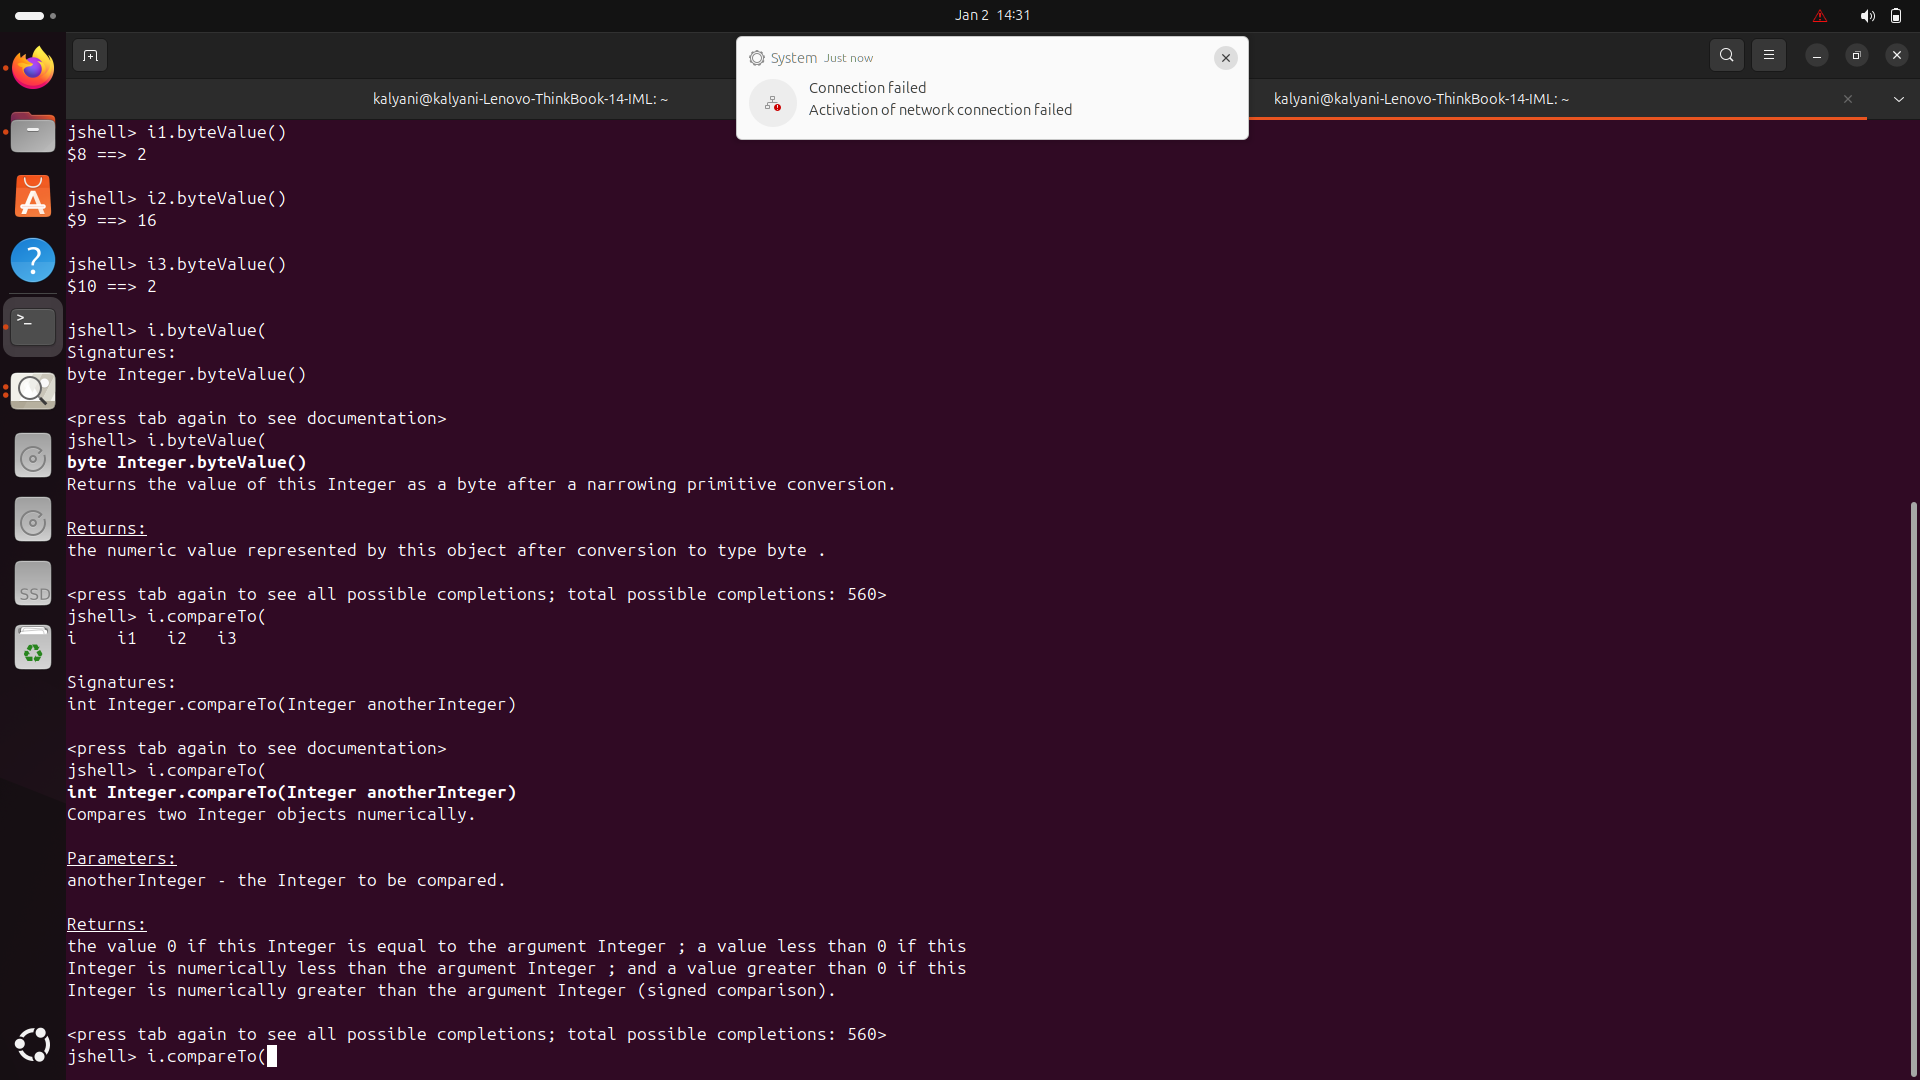 Jan 2 14:31
System Just now
Connection failed
Activation of network connection failed
kalyani@kalyani-Lenovo-ThinkBook-14-IML: ~
kalyani@kalyani-Lenovo-ThinkBook-14-IML: ~
jshell> i1.byteValue()
$8 ==> 2
jshell> i2.byteValue()
$9 ==> 16
jshell> i3.byteValue()
$10 ==> 2
jshell> i.byteValue(
Signatures:
byte Integer.byteValue()
<press tab again to see documentation>
jshell> i.byteValue(
byte Integer.byteValue()
Returns the value of this Integer as a byte after a narrowing primitive conversion.
Returns:
the numeric value represented by this object after conversion to type byte .
<press tab again to see all possible completions; total possible completions: 560>
jshell> i.compareTo(
i    i1   i2   i3
Signatures:
int Integer.compareTo(Integer anotherInteger)
<press tab again to see documentation>
jshell> i.compareTo(
int Integer.compareTo(Integer anotherInteger)
Compares two Integer objects numerically.
Parameters:
anotherInteger - the Integer to be compared.
Returns:
the value 0 if this Integer is equal to the argument Integer ; a value less than 0 if this
Integer is numerically less than the argument Integer ; and a value greater than 0 if this
Integer is numerically greater than the argument Integer (signed comparison).
<press tab again to see all possible completions; total possible completions: 560>
jshell> i.compareTo(
SSD